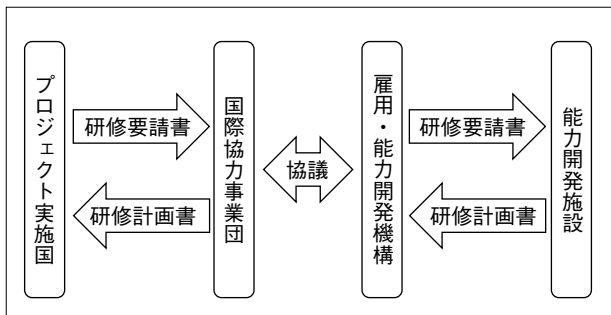 プロジェクト実施国
研修要請書
研修計画書
国際協力事業団
協議
雇用・能力開発機構
研修要請書
研修計画書
能力開発施設